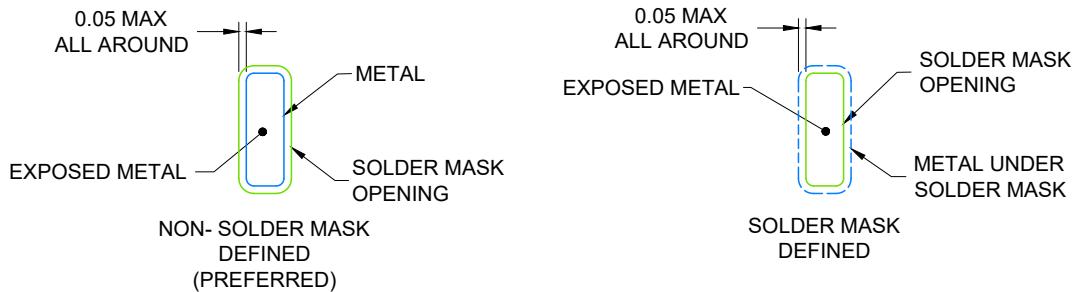 0.05 MAX
ALL AROUND
METAL
EXPOSED METAL
SOLDER MASK
OPENING
NON- SOLDER MASK
DEFINED
(PREFERRED)
0.05 MAX
ALL AROUND
SOLDER MASK
OPENING
EXPOSED METAL
METAL UNDER
SOLDER MASK
SOLDER MASK
DEFINED